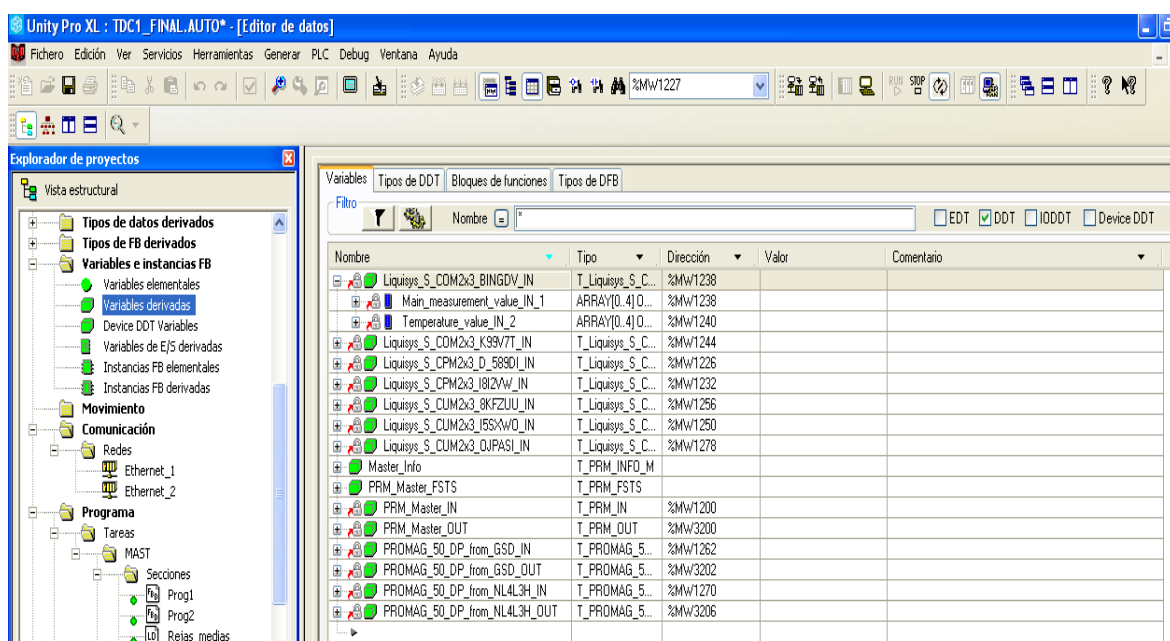 Unity Pro XL : TDC1_FINAL.AUTO* - [Editor de datos]
Fichero Edición Ver Servicios Herramientas Generar PLC Debug Ventana Ayuda
%MW1227
RUN STOP
Explorador de proyectos
Vista estructural
Tipos de datos derivados
Tipos de FB derivados
Variables e instancias FB
Variables elementales
Variables derivadas
Device DDT Variables
Variables de E/S derivadas
Instancias FB elementales
Instancias FB derivadas
Movimiento
Comunicación
Redes
Ethernet_1
Ethernet_2
Programa
Tareas
MAST
Secciones
Prog1
Prog2
Rejas_medias
Variables Tipos de DDT Bloques de funciones Tipos de DFB
Filtro
Nombre = * EDT DDT IODDT Device DDT
Nombre Tipo Dirección Valor Comentario
Liquisys_S_COM2x3_BINGDV_IN T_Liquisys_S_C... %MW1238
Main_measurement_value_IN_1 ARRAY[0..4] O... %MW1238
Temperature_value_IN_2 ARRAY[0..4] O... %MW1240
Liquisys_S_COM2x3_K99V7T_IN T_Liquisys_S_C... %MW1244
Liquisys_S_CPM2x3_D_589DI_IN T_Liquisys_S_C... %MW1226
Liquisys_S_CPM2x3_I8I2VW_IN T_Liquisys_S_C... %MW1232
Liquisys_S_CUM2x3_8KFZUU_IN T_Liquisys_S_C... %MW1256
Liquisys_S_CUM2x3_I5SXWO_IN T_Liquisys_S_C... %MW1250
Liquisys_S_CUM2x3_OJPASI_IN T_Liquisys_S_C... %MW1278
Master_Info T_PRM_INFO_M
PRM_Master_FSTS T_PRM_FSTS
PRM_Master_IN T_PRM_IN %MW1200
PRM_Master_OUT T_PRM_OUT %MW3200
PROMAG_50_DP_from_GSD_IN T_PROMAG_5... %MW1262
PROMAG_50_DP_from_GSD_OUT T_PROMAG_5... %MW3202
PROMAG_50_DP_from_NL4L3H_IN T_PROMAG_5... %MW1270
PROMAG_50_DP_from_NL4L3H_OUT T_PROMAG_5... %MW3206